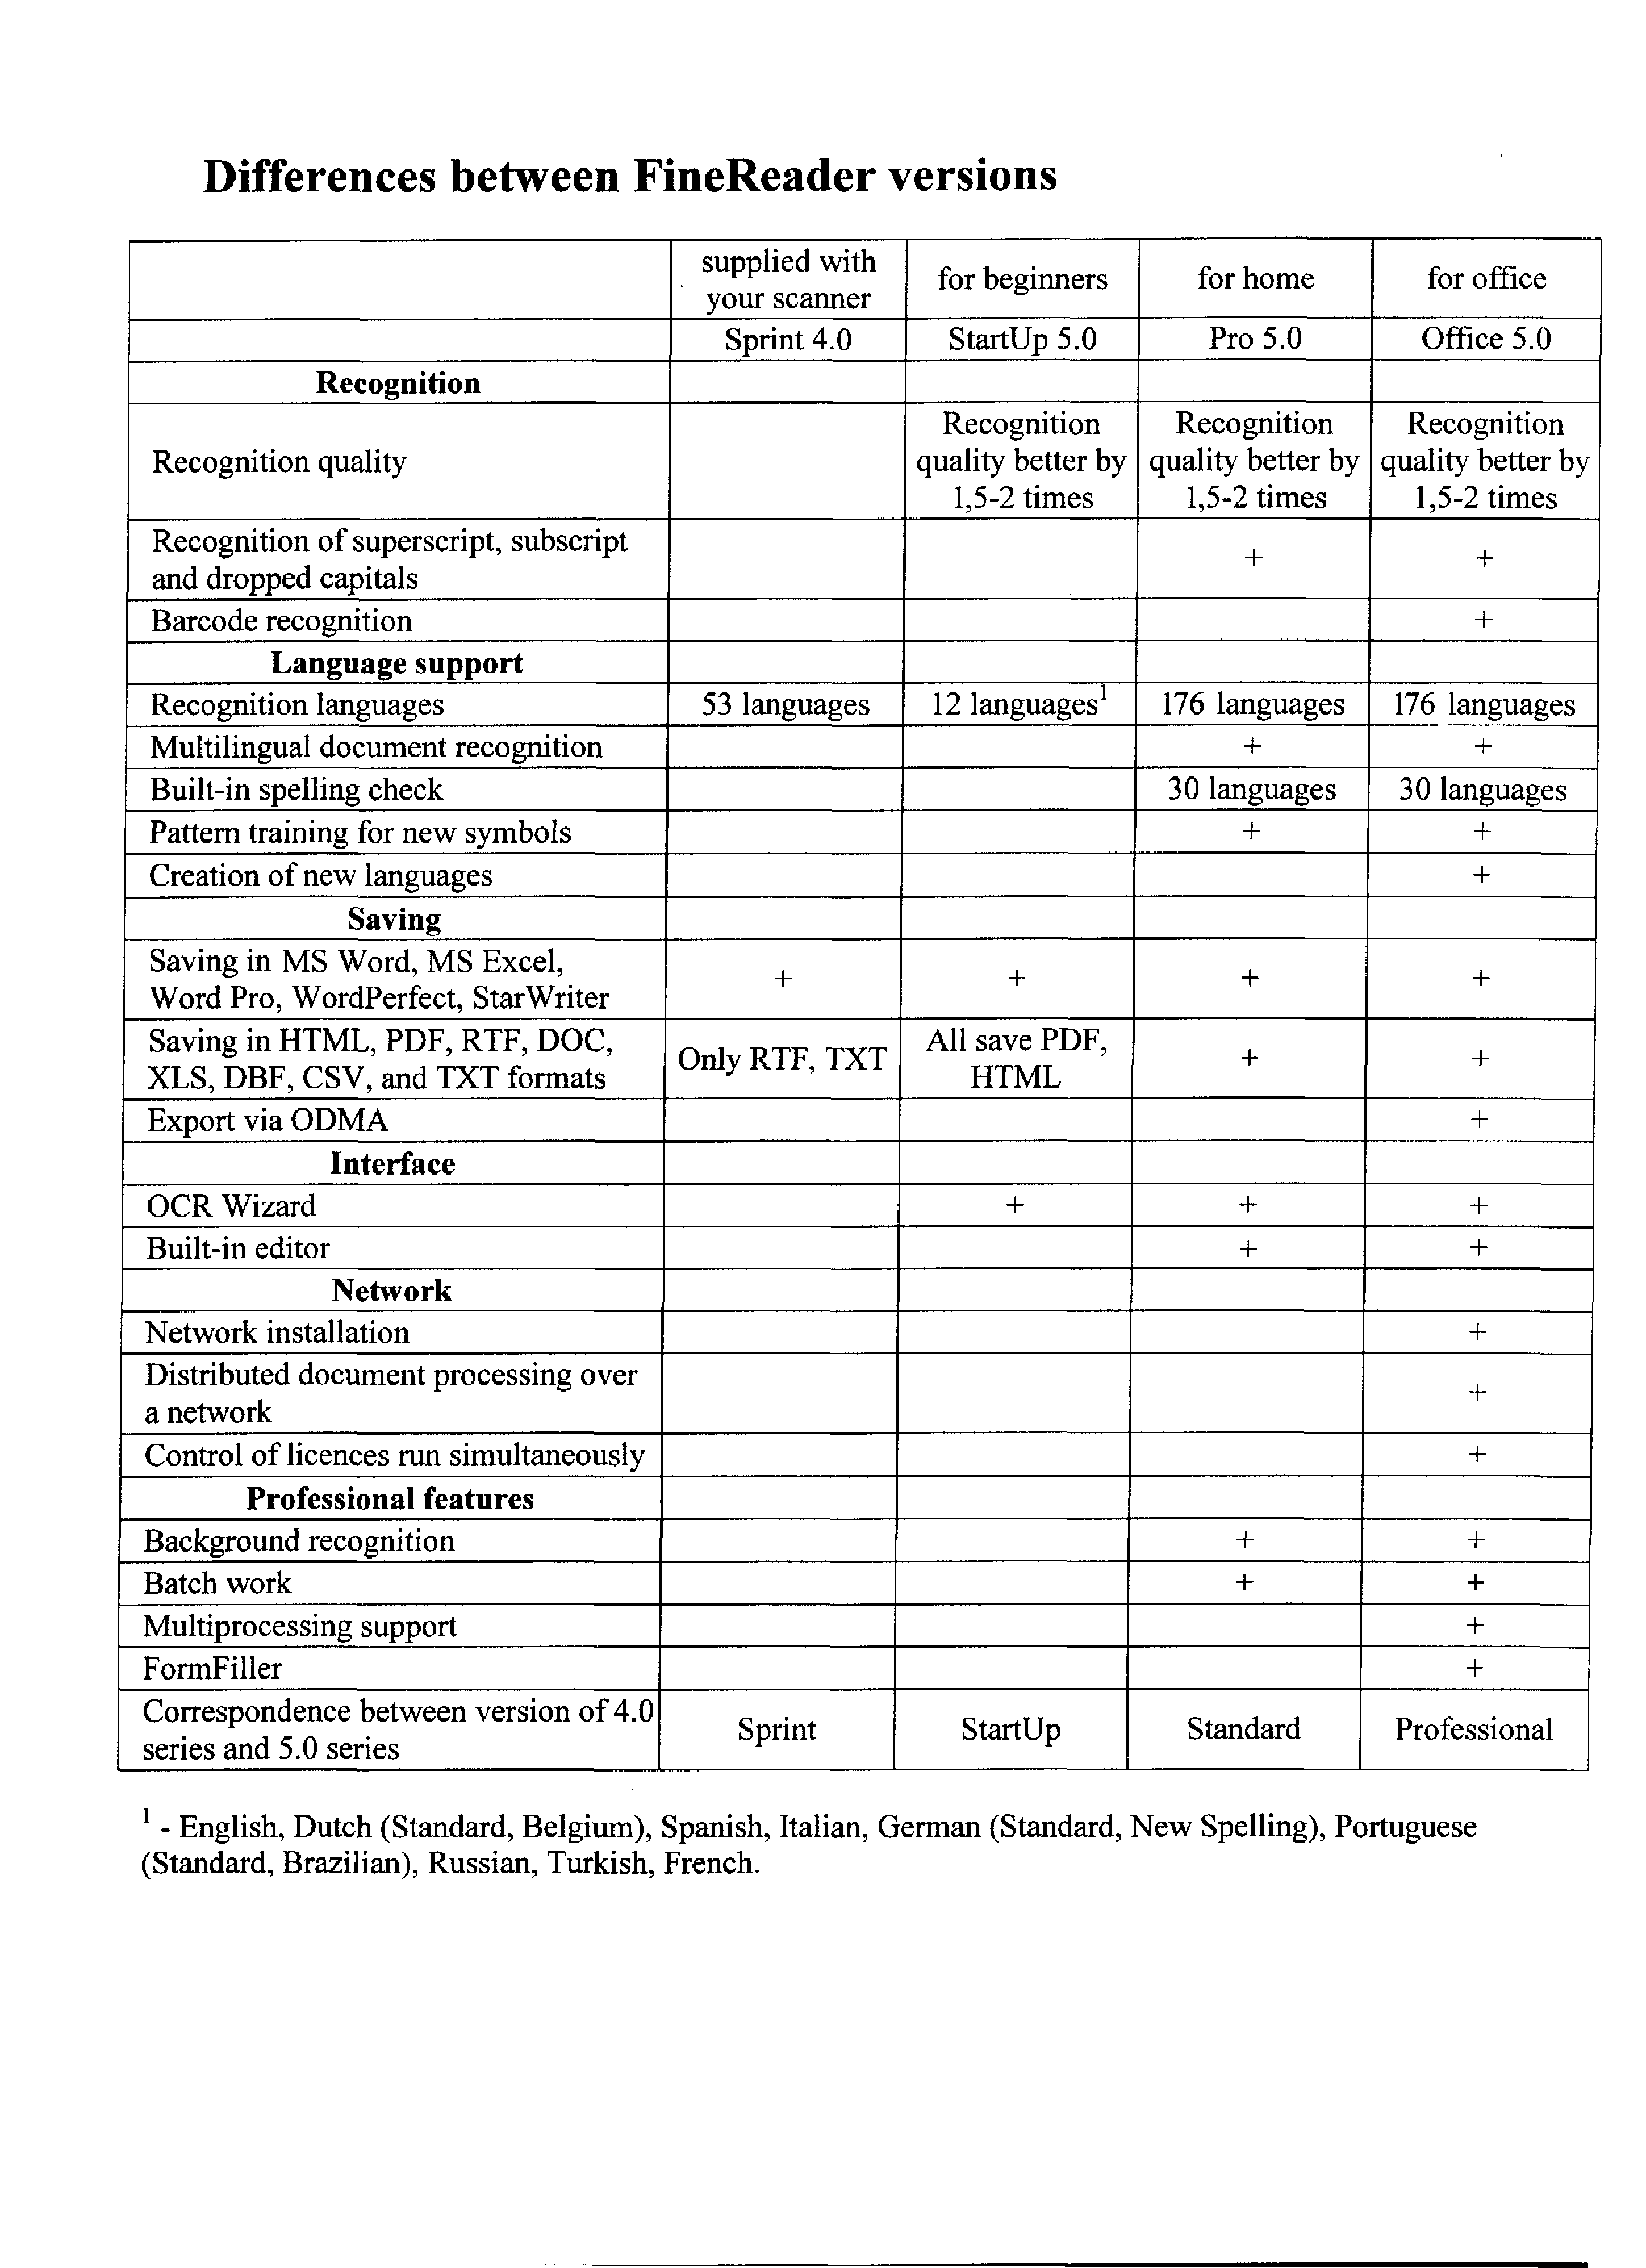 Differences between FineReader versions
supplied with your scanner	for beginners	for home	for office
Sprint 4.0	StartUp 5.0	Pro 5.0	Office 5.0
Recognition
Recognition quality	Recognition quality better by 1,5-2 times	Recognition quality better by 1,5-2 times	Recognition quality better by 1,5-2 times
Recognition of superscript, subscript and dropped capitals	+	+
Barcode recognition	+
Language support
Recognition languages	53 languages	12 languages¹	176 languages	176 languages
Multilingual document recognition	+	+
Built-in spelling check	30 languages	30 languages
Pattern training for new symbols	+	+
Creation of new languages	+
Saving
Saving in MS Word, MS Excel, Word Pro, WordPerfect, StarWriter	+	+	+	+
Saving in HTML, PDF, RTF, DOC, XLS, DBF, CSV, and TXT formats	Only RTF, TXT	All save PDF, HTML	+	+
Export via ODMA	+
Interface
OCR Wizard	+	+	+
Built-in editor	+	+
Network
Network installation	+
Distributed document processing over a network	+
Control of licences run simultaneously	+
Professional features
Background recognition	+	+
Batch work	+	+
Multiprocessing support	+
FormFiller	+
Correspondence between version of 4.0 series and 5.0 series	Sprint	StartUp	Standard	Professional
¹ - English, Dutch (Standard, Belgium), Spanish, Italian, German (Standard, New Spelling), Portuguese
(Standard, Brazilian), Russian, Turkish, French.